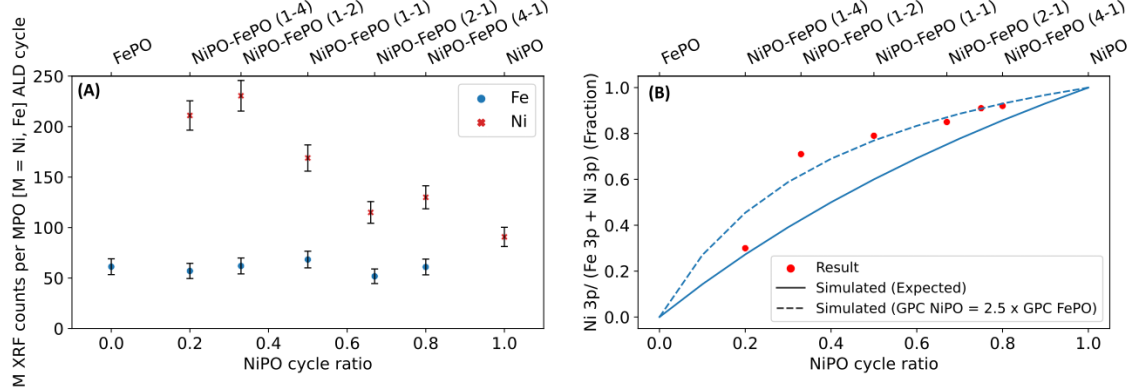 FePO
NiPO-FePO (1-4)
NiPO-FePO (1-2)
NiPO-FePO (1-1)
NiPO-FePO (2-1)
NiPO-FePO (4-1)
NiPO
(A)
Fe
Ni
250
200
150
100
50
0
M XRF counts per MPO [M = Ni, Fe] ALD cycle
0.0 0.2 0.4 0.6 0.8 1.0
NiPO cycle ratio
FePO
NiPO-FePO (1-4)
NiPO-FePO (1-2)
NiPO-FePO (1-1)
NiPO-FePO (2-1)
NiPO-FePO (4-1)
NiPO
(B)
1.0
0.8
0.6
0.4
0.2
0.0
Ni 3p/ (Fe 3p + Ni 3p) (Fraction)
Result
Simulated (Expected)
Simulated (GPC NiPO = 2.5 x GPC FePO)
0.0 0.2 0.4 0.6 0.8 1.0
NiPO cycle ratio